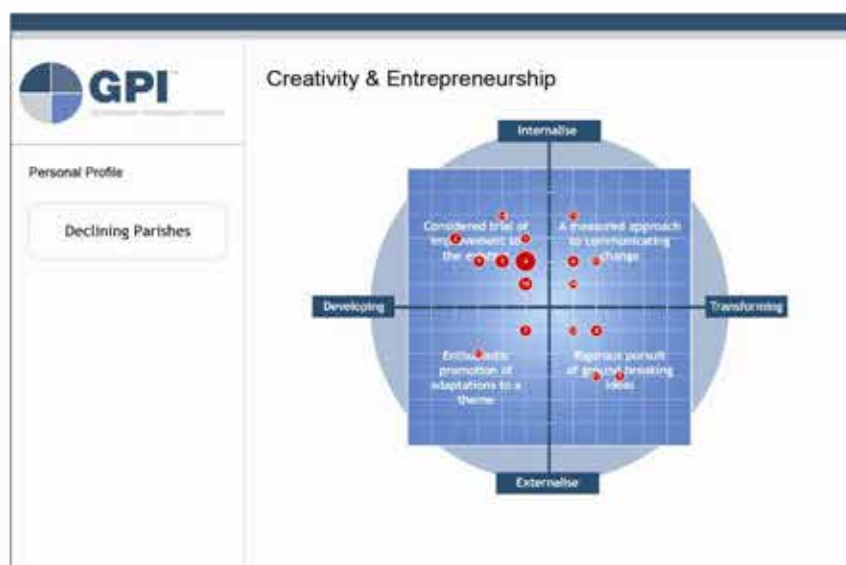 GPI
Creativity & Entrepreneurship
Internalise
Personal Profile
Declining Parishes
Considered trial of
improvement to
the
A measured approach
to communicating
change
Developing
Transforming
Enthusiastic
promotion of
adaptations to a
theme
Rigorous pursuit
of ground breaking
ideas
Externalise